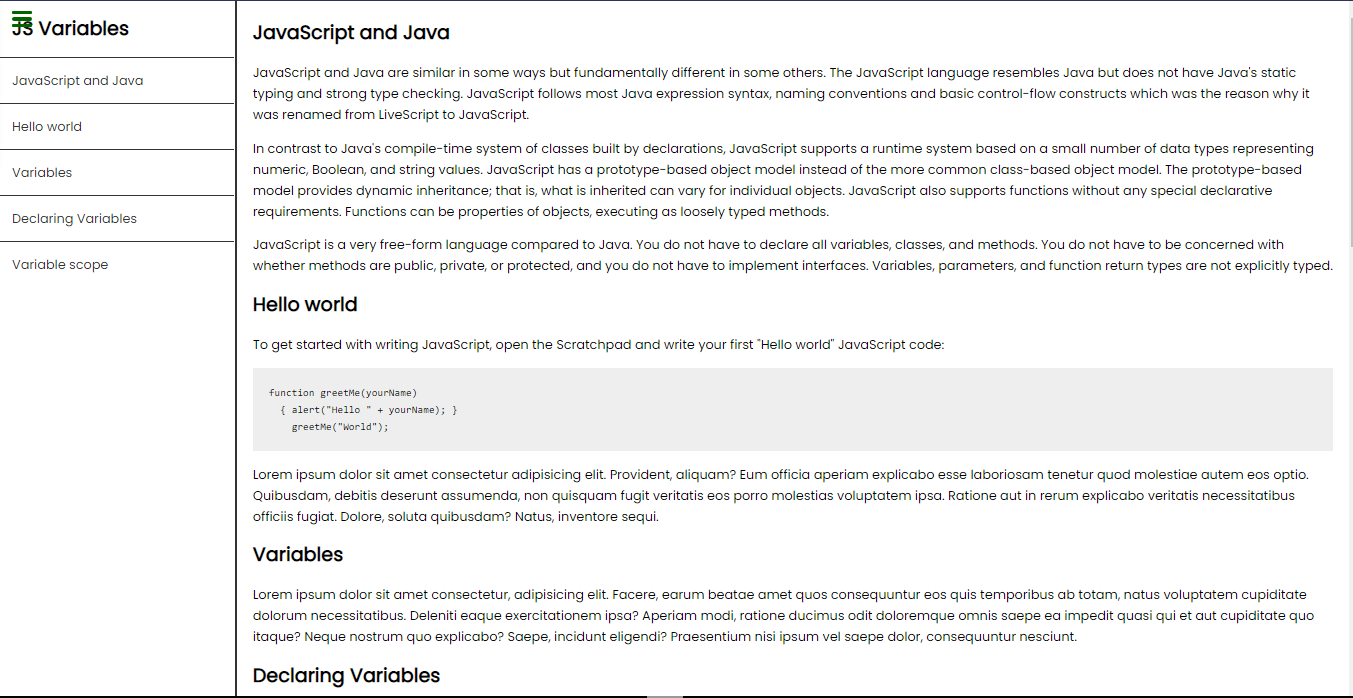 JS Variables
JavaScript and Java
Hello world
Variables
Declaring Variables
Variable scope
JavaScript and Java
JavaScript and Java are similar in some ways but fundamentally different in some others. The JavaScript language resembles Java but does not have Java's static
typing and strong type checking. JavaScript follows most Java expression syntax, naming conventions and basic control-flow constructs which was the reason why it
was renamed from LiveScript to JavaScript.
In contrast to Java's compile-time system of classes built by declarations, JavaScript supports a runtime system based on a small number of data types representing
numeric, Boolean, and string values. JavaScript has a prototype-based object model instead of the more common class-based object model. The prototype-based
model provides dynamic inheritance; that is, what is inherited can vary for individual objects. JavaScript also supports functions without any special declarative
requirements. Functions can be properties of objects, executing as loosely typed methods.
JavaScript is a very free-form language compared to Java. You do not have to declare all variables, classes, and methods. You do not have to be concerned with
whether methods are public, private, or protected, and you do not have to implement interfaces. Variables, parameters, and function return types are not explicitly typed.
Hello world
To get started with writing JavaScript, open the Scratchpad and write your first "Hello world" JavaScript code:
function greetMe(yourName)
{ alert("Hello " + yourName); }
greetMe("World");
Lorem ipsum dolor sit amet consectetur adipisicing elit. Provident, aliquam? Eum officia aperiam explicabo esse laboriosam tenetur quod molestiae autem eos optio.
Quibusdam, debitis deserunt assumenda, non quisquam fugit veritatis eos porro molestias voluptatem ipsa. Ratione aut in rerum explicabo veritatis necessitatibus
officiis fugiat. Dolore, soluta quibusdam? Natus, inventore sequi.
Variables
Lorem ipsum dolor sit amet consectetur, adipisicing elit. Facere, earum beatae amet quos consequuntur eos quis temporibus ab totam, natus voluptatem cupiditate
dolorum necessitatibus. Deleniti eaque exercitationem ipsa? Aperiam modi, ratione ducimus odit doloremque omnis saepe ea impedit quasi qui et aut cupiditate quo
itaque? Neque nostrum quo explicabo? Saepe, incidunt eligendi? Praesentium nisi ipsum vel saepe dolor, consequuntur nesciunt.
Declaring Variables